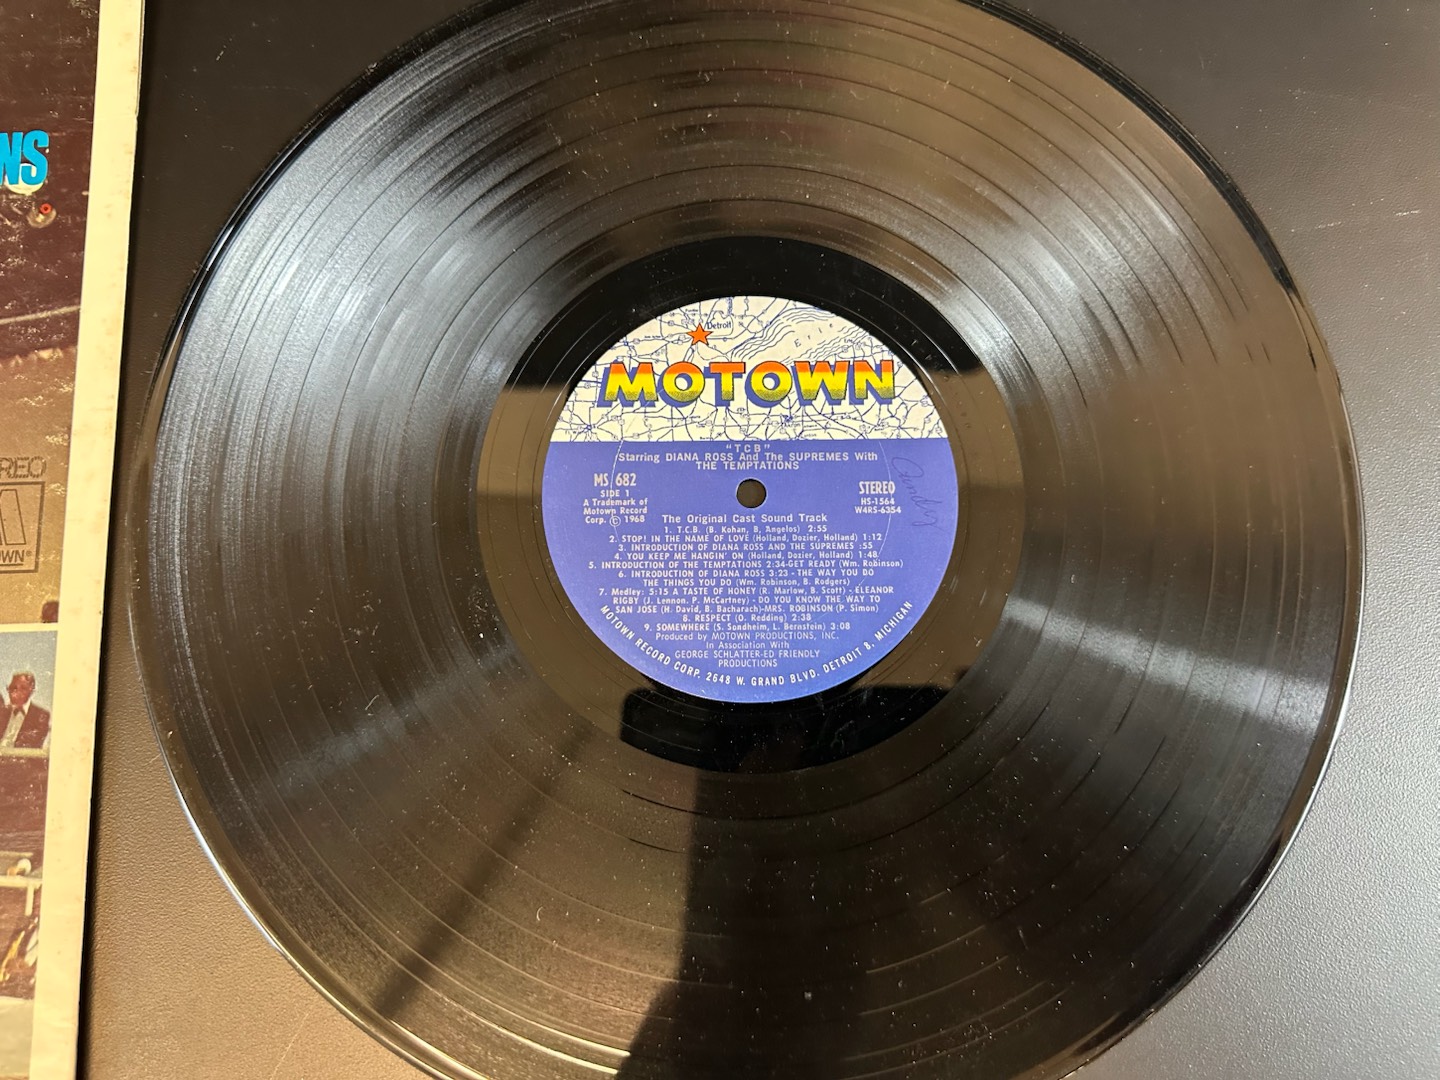 WNS
REO
OWN®
Detroit
Erie
MOTOWN
"TCB"
Starring DIANA ROSS And The SUPREMES With
THE TEMPTATIONS
MS 682
SIDE 1
A Trademark of
Motown Record
Corp. © 1968
STEREO
HS-1564
W4RS-6354
The Original Cast Sound Track
1. T.C.B. (B. Kohan, B, Angelos) 2:55
2. STOP! IN THE NAME OF LOVE (Holland, Dozier, Holland) 1:12
3. INTRODUCTION OF DIANA ROSS AND THE SUPREMES :55
4. YOU KEEP ME HANGIN' ON (Holland, Dozier, Holland) 1:48
5. INTRODUCTION OF THE TEMPTATIONS 2:34-GET READY (Wm. Robinson)
6. INTRODUCTION OF DIANA ROSS 3:23 - THE WAY YOU DO
THE THINGS YOU DO (Wm. Robinson, B. Rodgers)
7. Medley: 5:15 A TASTE OF HONEY (R. Marlow, B. Scott) - ELEANOR
RIGBY (J. Lennon, P. McCartney) - DO YOU KNOW THE WAY TO
SAN JOSE (H. David, B. Bacharach)-MRS. ROBINSON (P. Simon)
8. RESPECT (O. Redding) 2:38
9. SOMEWHERE (S. Sondheim, L. Bernstein) 3:08
Produced by MOTOWN PRODUCTIONS, INC.
In Association With
GEORGE SCHLATTER-ED FRIENDLY
PRODUCTIONS
MOTOWN RECORD CORP. 2648 W. GRAND BLVD. DETROIT 8, MICHIGAN